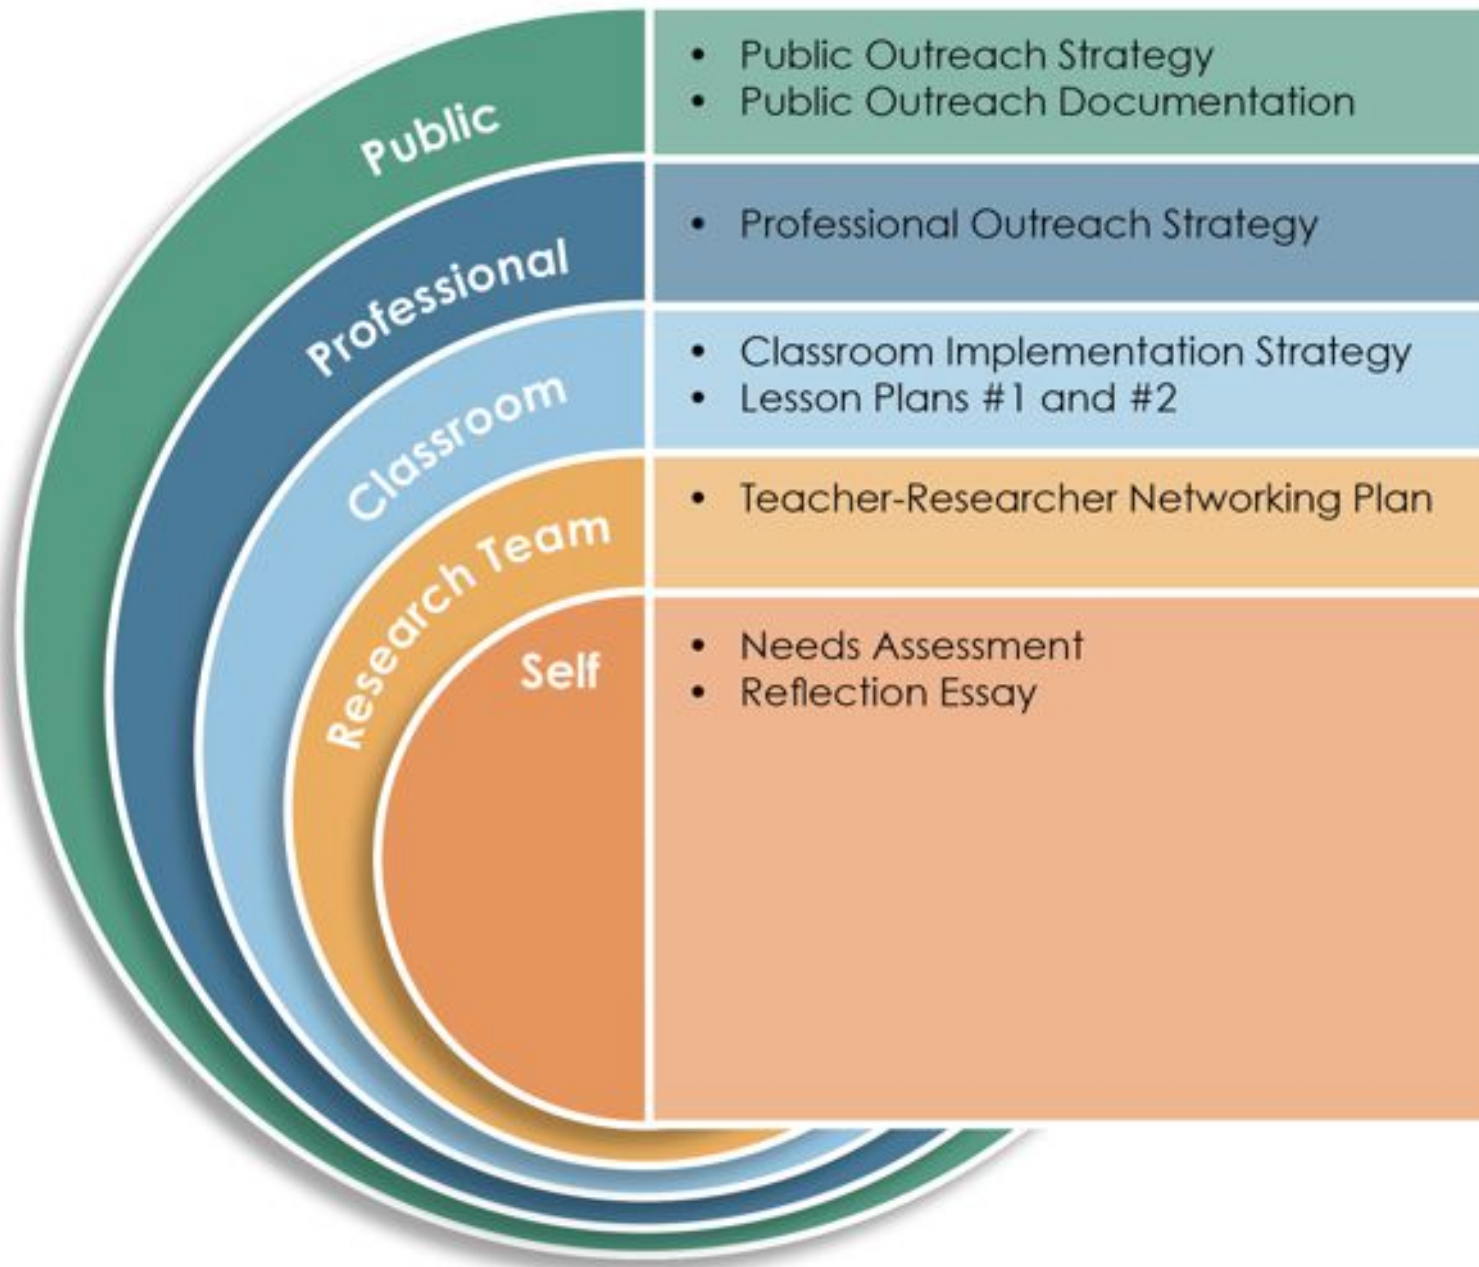 Public
• Public Outreach Strategy
• Public Outreach Documentation
Professional
• Professional Outreach Strategy
Classroom
• Classroom Implementation Strategy
• Lesson Plans #1 and #2
Research Team
• Teacher-Researcher Networking Plan
Self
• Needs Assessment
• Reflection Essay